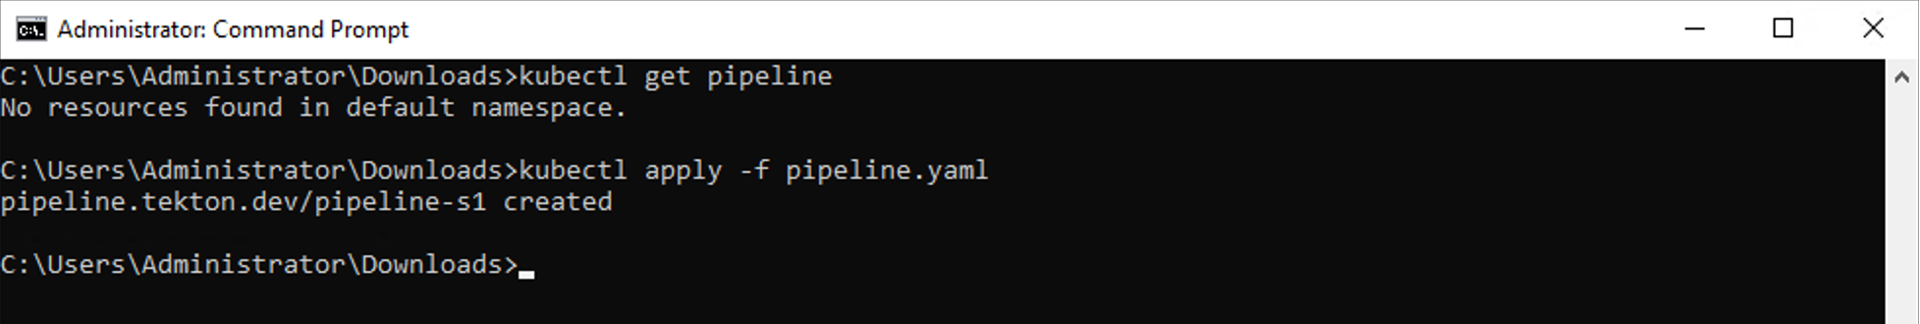 Administrator: Command Prompt
C:\Users\Administrator\Downloads>kubectl get pipeline
No resources found in default namespace.
C:\Users\Administrator\Downloads>kubectl apply -f pipeline.yaml
pipeline.tekton.dev/pipeline-s1 created
C:\Users\Administrator\Downloads>